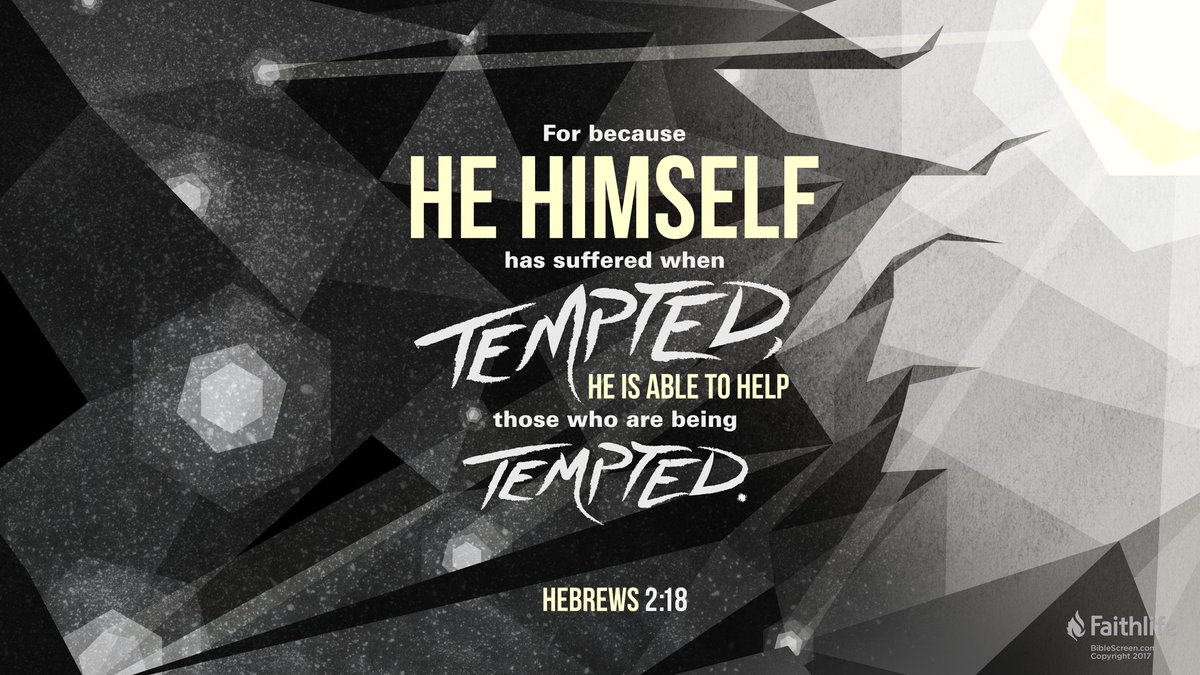 For because
HE HIMSELF
has suffered when
TEMPTED,
HE IS ABLE TO HELP
those who are being
TEMPTED.
HEBREWS 2:18
Faithlife
BibleScreen.com
Copyright 2017